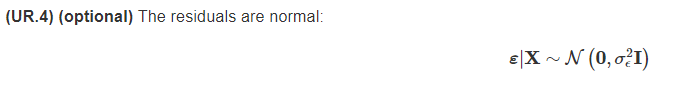 (UR.4) (optional) The residuals are normal:
ε|X ∼ 𝒩 (0, σ²_ϵ I)